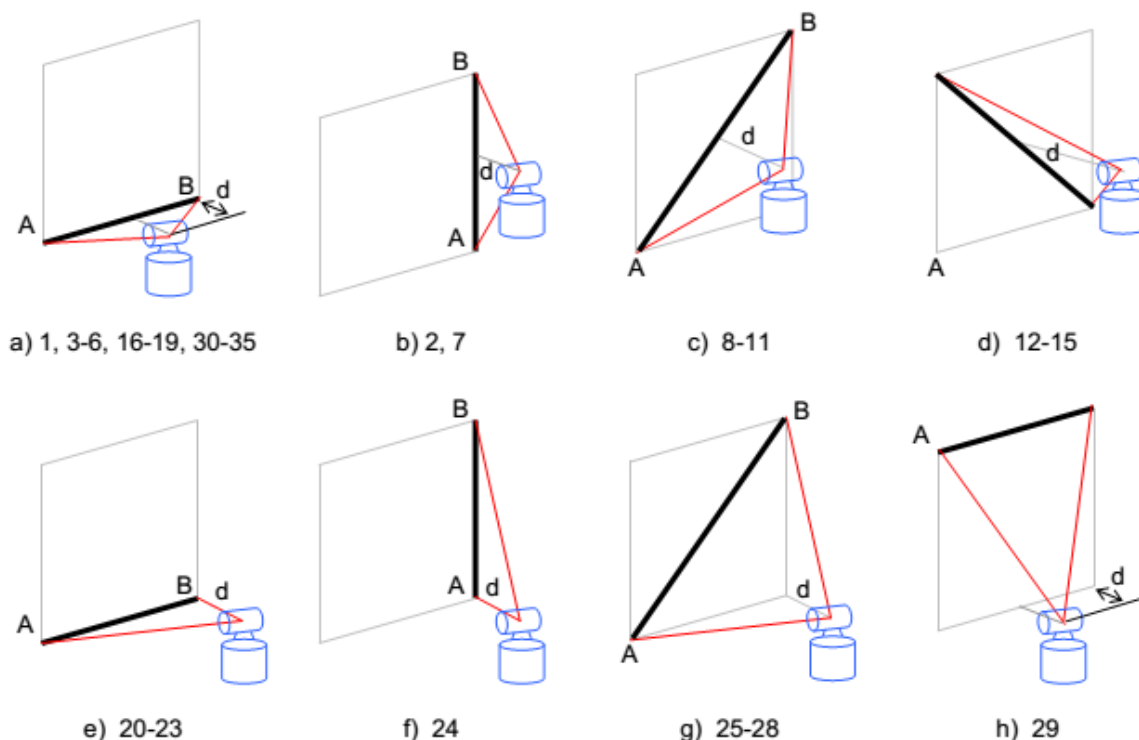 B
B
B
d
d
d
B
d
A
A
A
A
a) 1, 3-6, 16-19, 30-35
b) 2, 7
c) 8-11
d) 12-15
B
B
A
B
d
A
d
d
d
A
A
e) 20-23
f) 24
g) 25-28
h) 29